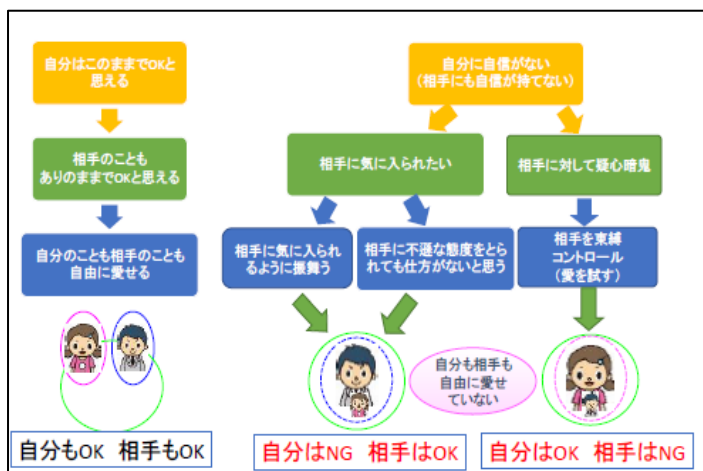 自分はこのままでOKと
思える
相手のことも
ありのままでOKと思える
自分のことも相手のことも
自由に愛せる
自分もOK 相手もOK
自分に自信がない
(相手にも自信が持てない)
相手に気に入られたい
相手に対して疑心暗鬼
相手に気に入られ
るように振舞う
相手に不遜な態度をとら
れても仕方がないと思う
相手を束縛
コントロール
(愛を試す)
自分も相手も
自由に愛せ
ていない
自分はNG 相手はOK
自分はOK 相手はNG